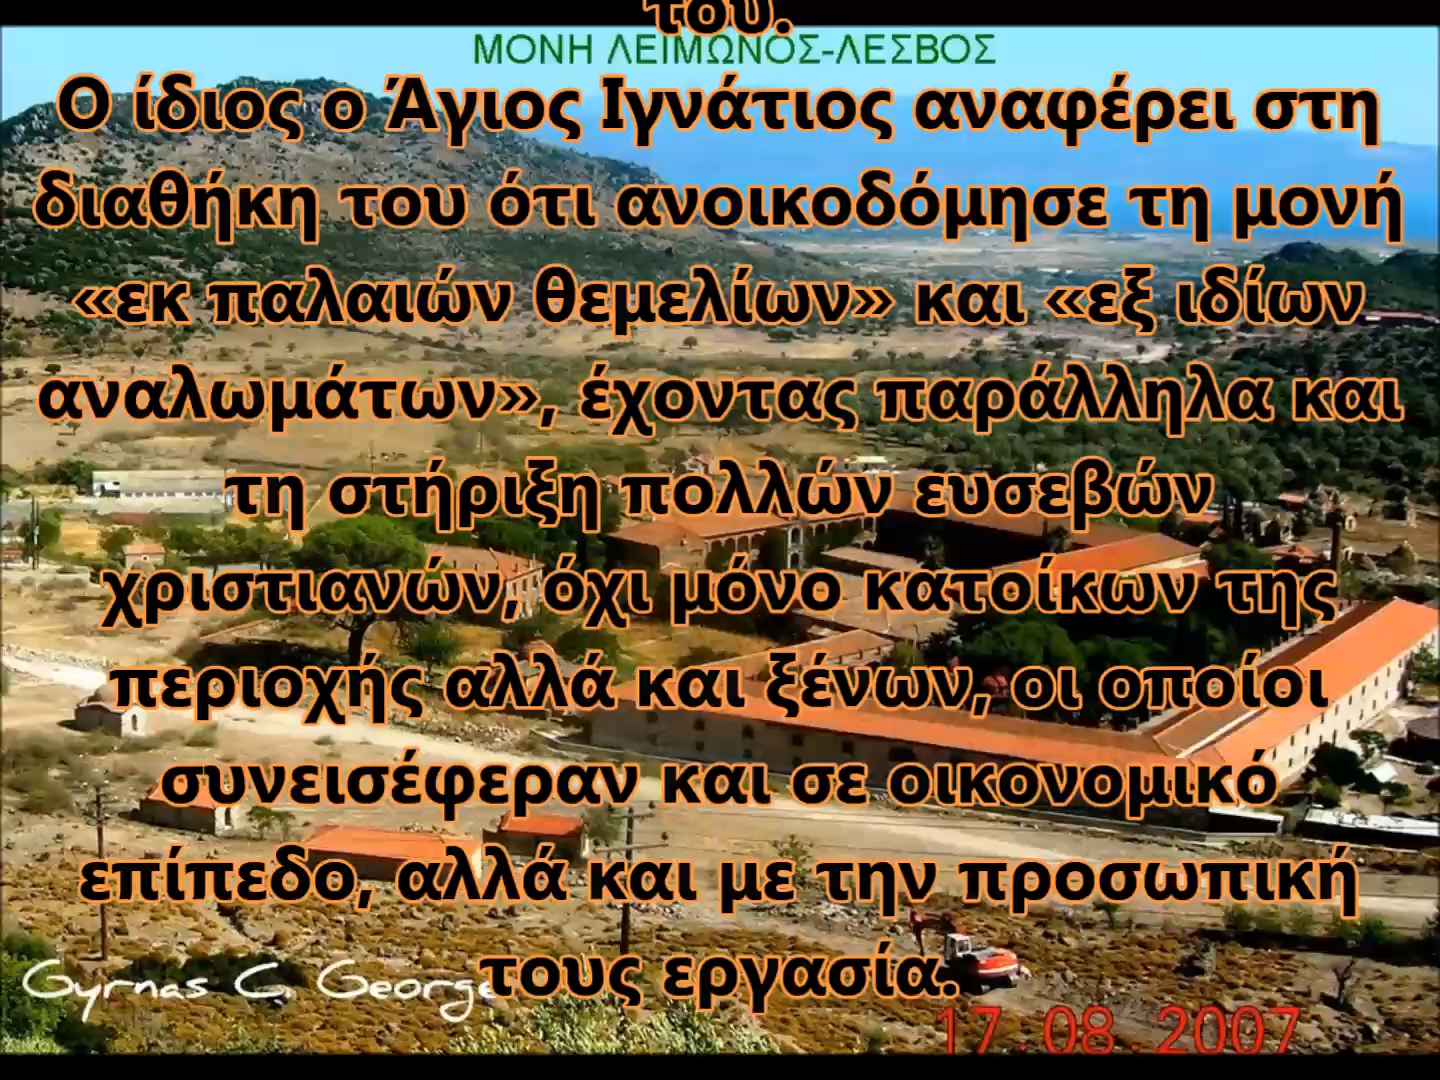 του.
ΜΟΝΗ ΛΕΙΜΩΝΟΣ-ΛΕΣΒΟΣ
Ο ίδιος ο Άγιος Ιγνάτιος αναφέρει στη
διαθήκη του ότι ανοικοδόμησε τη μονή
«εκ παλαιών θεμελίων» και «εξ ιδίων
αναλωμάτων», έχοντας παράλληλα και
τη στήριξη πολλών ευσεβών
χριστιανών, όχι μόνο κατοίκων της
περιοχής αλλά και ξένων, οι οποίοι
συνεισέφεραν και σε οικονομικό
επίπεδο, αλλά και με την προσωπική
τους εργασία.
Gyrnas C. George
17.08.2007